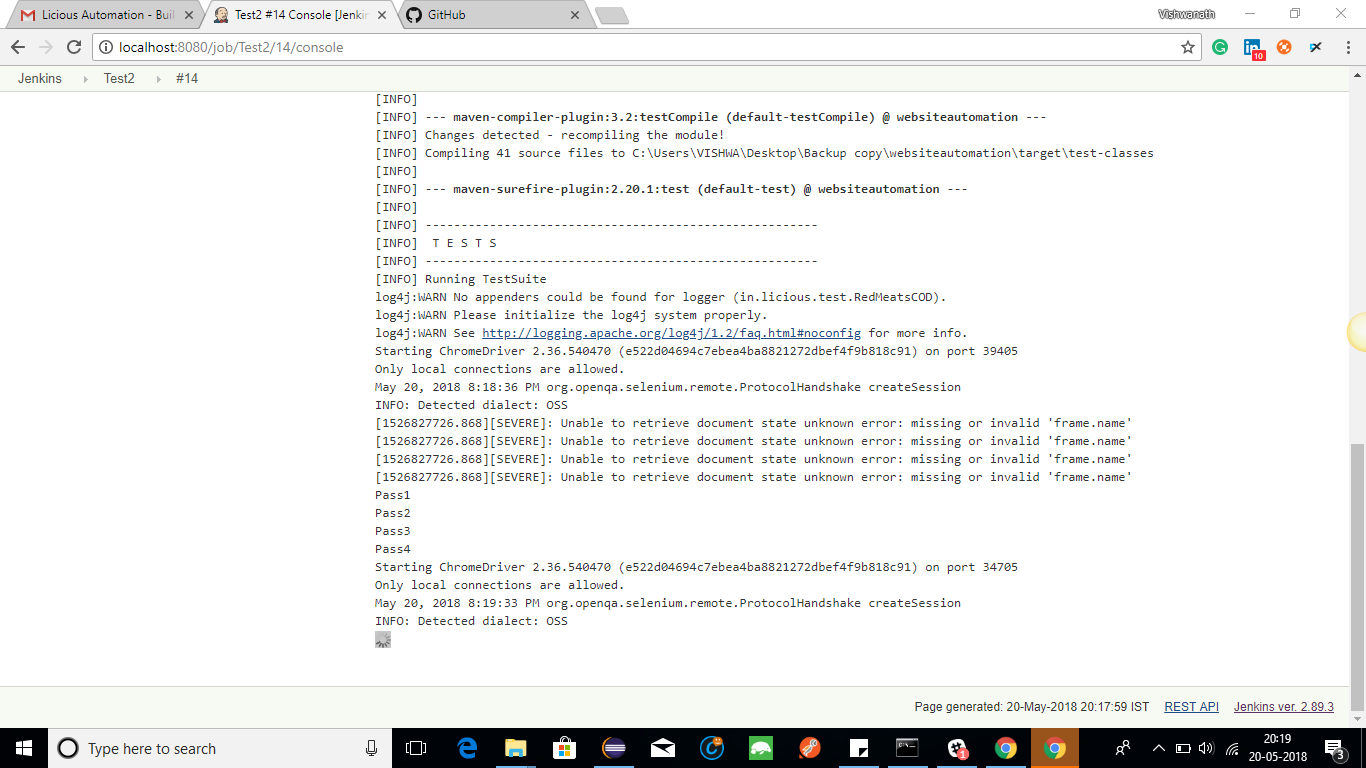 Licious Automation - Buil
Test2 #14 Console [Jenkin
GitHub
Vishwanath
localhost:8080/job/Test2/14/console
10
Jenkins Test2 #14
[INFO]
[INFO] --- maven-compiler-plugin:3.2:testCompile (default-testCompile) @ websiteautomation ---
[INFO] Changes detected - recompiling the module!
[INFO] Compiling 41 source files to C:\Users\VISHWA\Desktop\Backup copy\websiteautomation\target\test-classes
[INFO]
[INFO] --- maven-surefire-plugin:2.20.1:test (default-test) @ websiteautomation ---
[INFO]
[INFO] -------------------------------------------------------
[INFO]  T E S T S
[INFO] -------------------------------------------------------
[INFO] Running TestSuite
log4j:WARN No appenders could be found for logger (in.licious.test.RedMeatsCOD).
log4j:WARN Please initialize the log4j system properly.
log4j:WARN See http://logging.apache.org/log4j/1.2/faq.html#noconfig for more info.
Starting ChromeDriver 2.36.540470 (e522d04694c7ebea4ba8821272dbef4f9b818c91) on port 39405
Only local connections are allowed.
May 20, 2018 8:18:36 PM org.openqa.selenium.remote.ProtocolHandshake createSession
INFO: Detected dialect: OSS
[1526827726.868][SEVERE]: Unable to retrieve document state unknown error: missing or invalid 'frame.name'
[1526827726.868][SEVERE]: Unable to retrieve document state unknown error: missing or invalid 'frame.name'
[1526827726.868][SEVERE]: Unable to retrieve document state unknown error: missing or invalid 'frame.name'
[1526827726.868][SEVERE]: Unable to retrieve document state unknown error: missing or invalid 'frame.name'
Pass1
Pass2
Pass3
Pass4
Starting ChromeDriver 2.36.540470 (e522d04694c7ebea4ba8821272dbef4f9b818c91) on port 34705
Only local connections are allowed.
May 20, 2018 8:19:33 PM org.openqa.selenium.remote.ProtocolHandshake createSession
INFO: Detected dialect: OSS
Page generated: 20-May-2018 20:17:59 IST REST API Jenkins ver. 2.89.3
Type here to search
1
20:19
20-05-2018
3